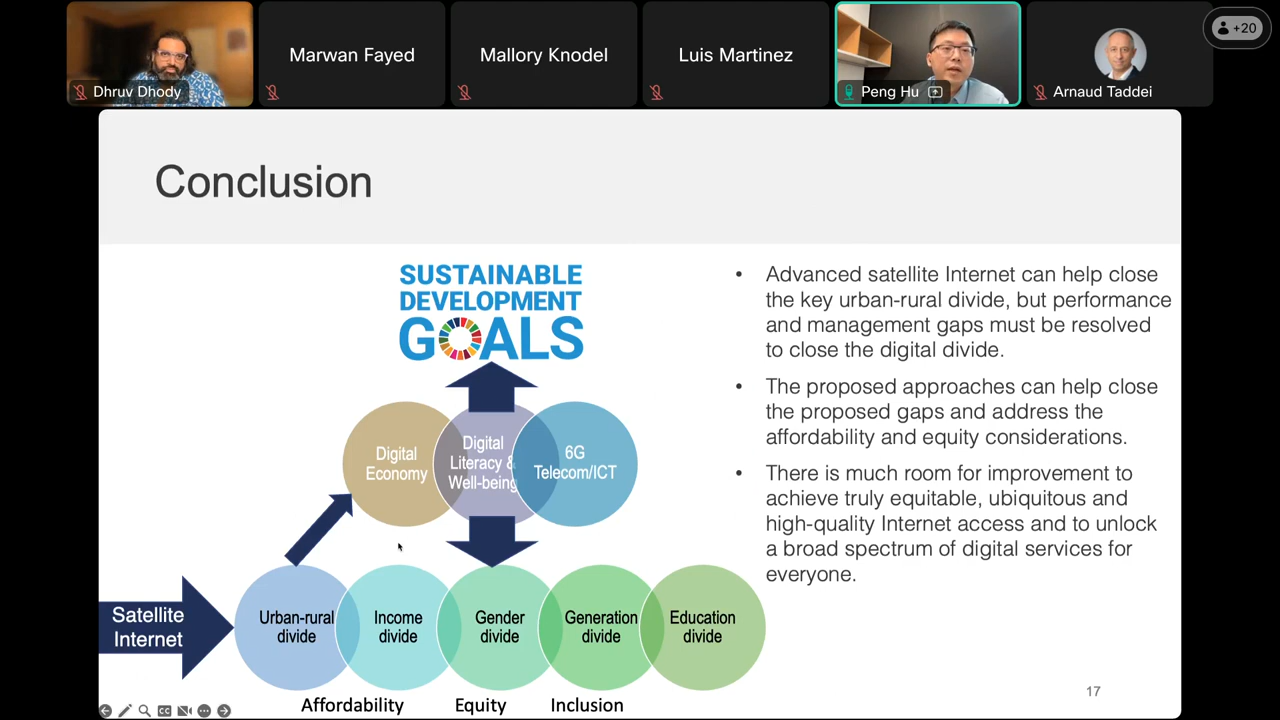 Dhruv Dhody
Marwan Fayed
Mallory Knodel
Luis Martinez
Peng Hu
Arnaud Taddei
+20
Conclusion
SUSTAINABLE
DEVELOPMENT
GOALS
Digital
Economy
Digital
Literacy &
Well-being
6G
Telecom/ICT
Satellite
Internet
Urban-rural
divide
Income
divide
Gender
divide
Generation
divide
Education
divide
Affordability
Equity
Inclusion
• Advanced satellite Internet can help close
the key urban-rural divide, but performance
and management gaps must be resolved
to close the digital divide.
• The proposed approaches can help close
the proposed gaps and address the
affordability and equity considerations.
• There is much room for improvement to
achieve truly equitable, ubiquitous and
high-quality Internet access and to unlock
a broad spectrum of digital services for
everyone.
17